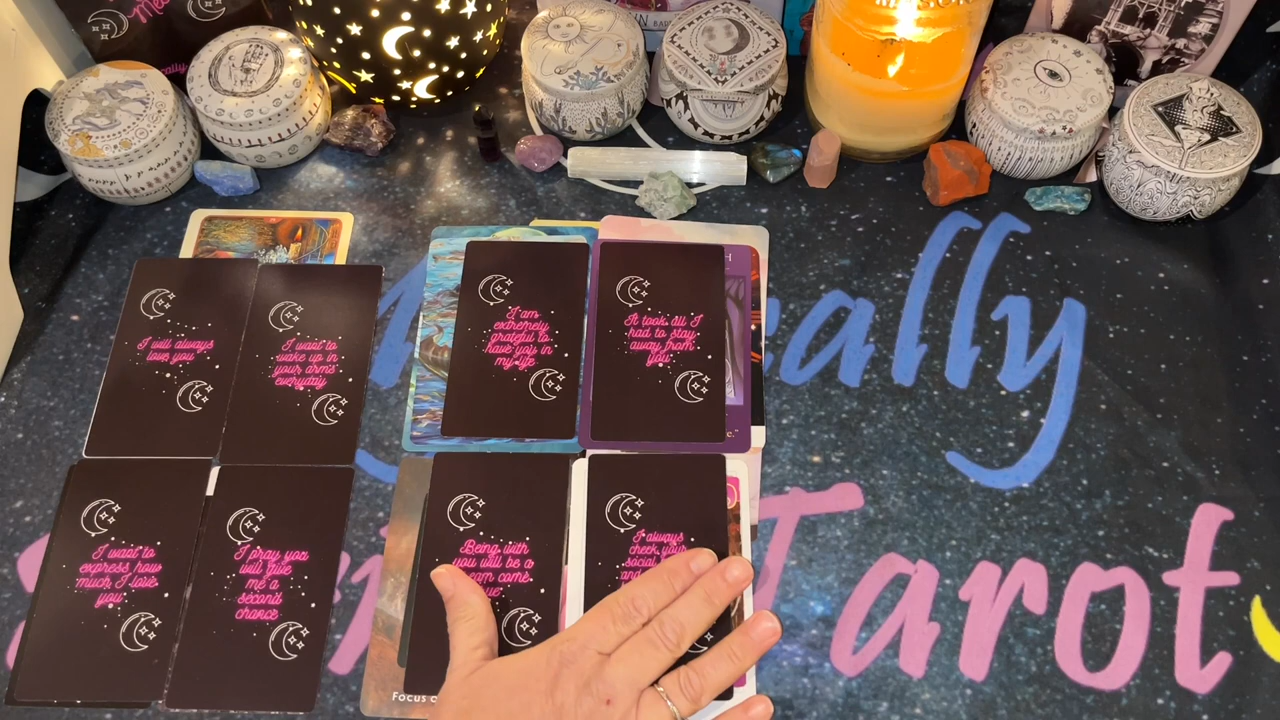 I will always
love you
I want to
wake up in
your arms
everyday
I am
extremely
grateful to
have you in
my life
It took all I
had to stay
away from
you
I want to
express how
much I love
you
I pray you
will give
me a
second
chance
Being with
you will be a
come
I always
check your
social
and
Focus
ally
Tarot